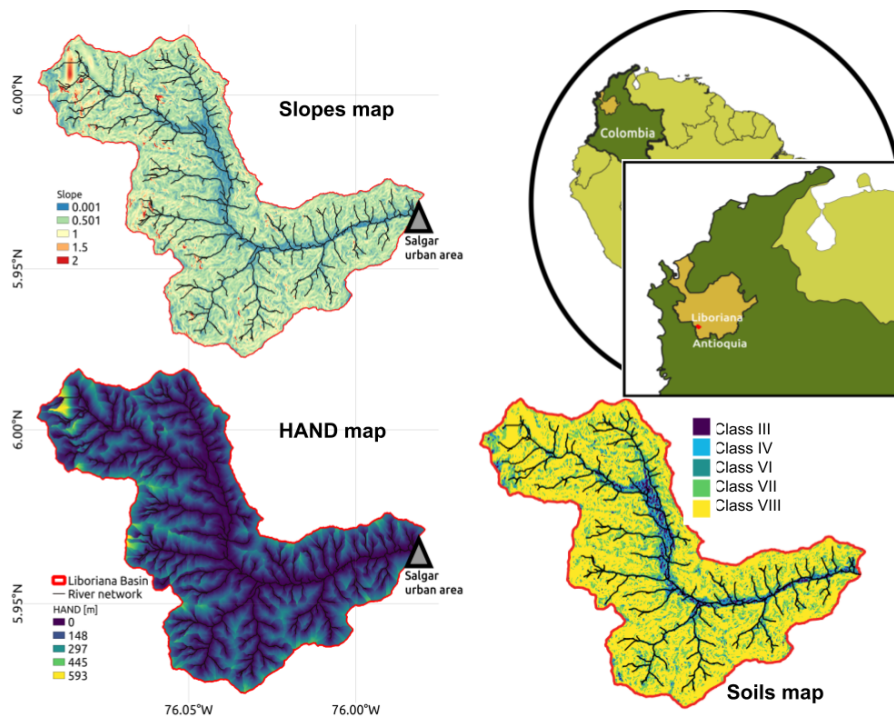 6.00°N
5.95°N
Slopes map
Slope
0.001
0.501
1
1.5
2
Salgar
urban area
Colombia
Liboriana
Antioquia
6.00°N
5.95°N
HAND map
Liboriana Basin
River network
HAND [m]
0
148
297
445
593
Salgar
urban area
76.05°W
76.00°W
Class III
Class IV
Class VI
Class VII
Class VIII
Soils map